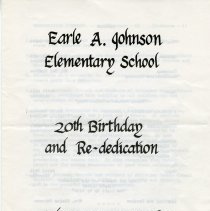 Earle A. Johnson
Elementary School
20th Birthday
and Re-dedication